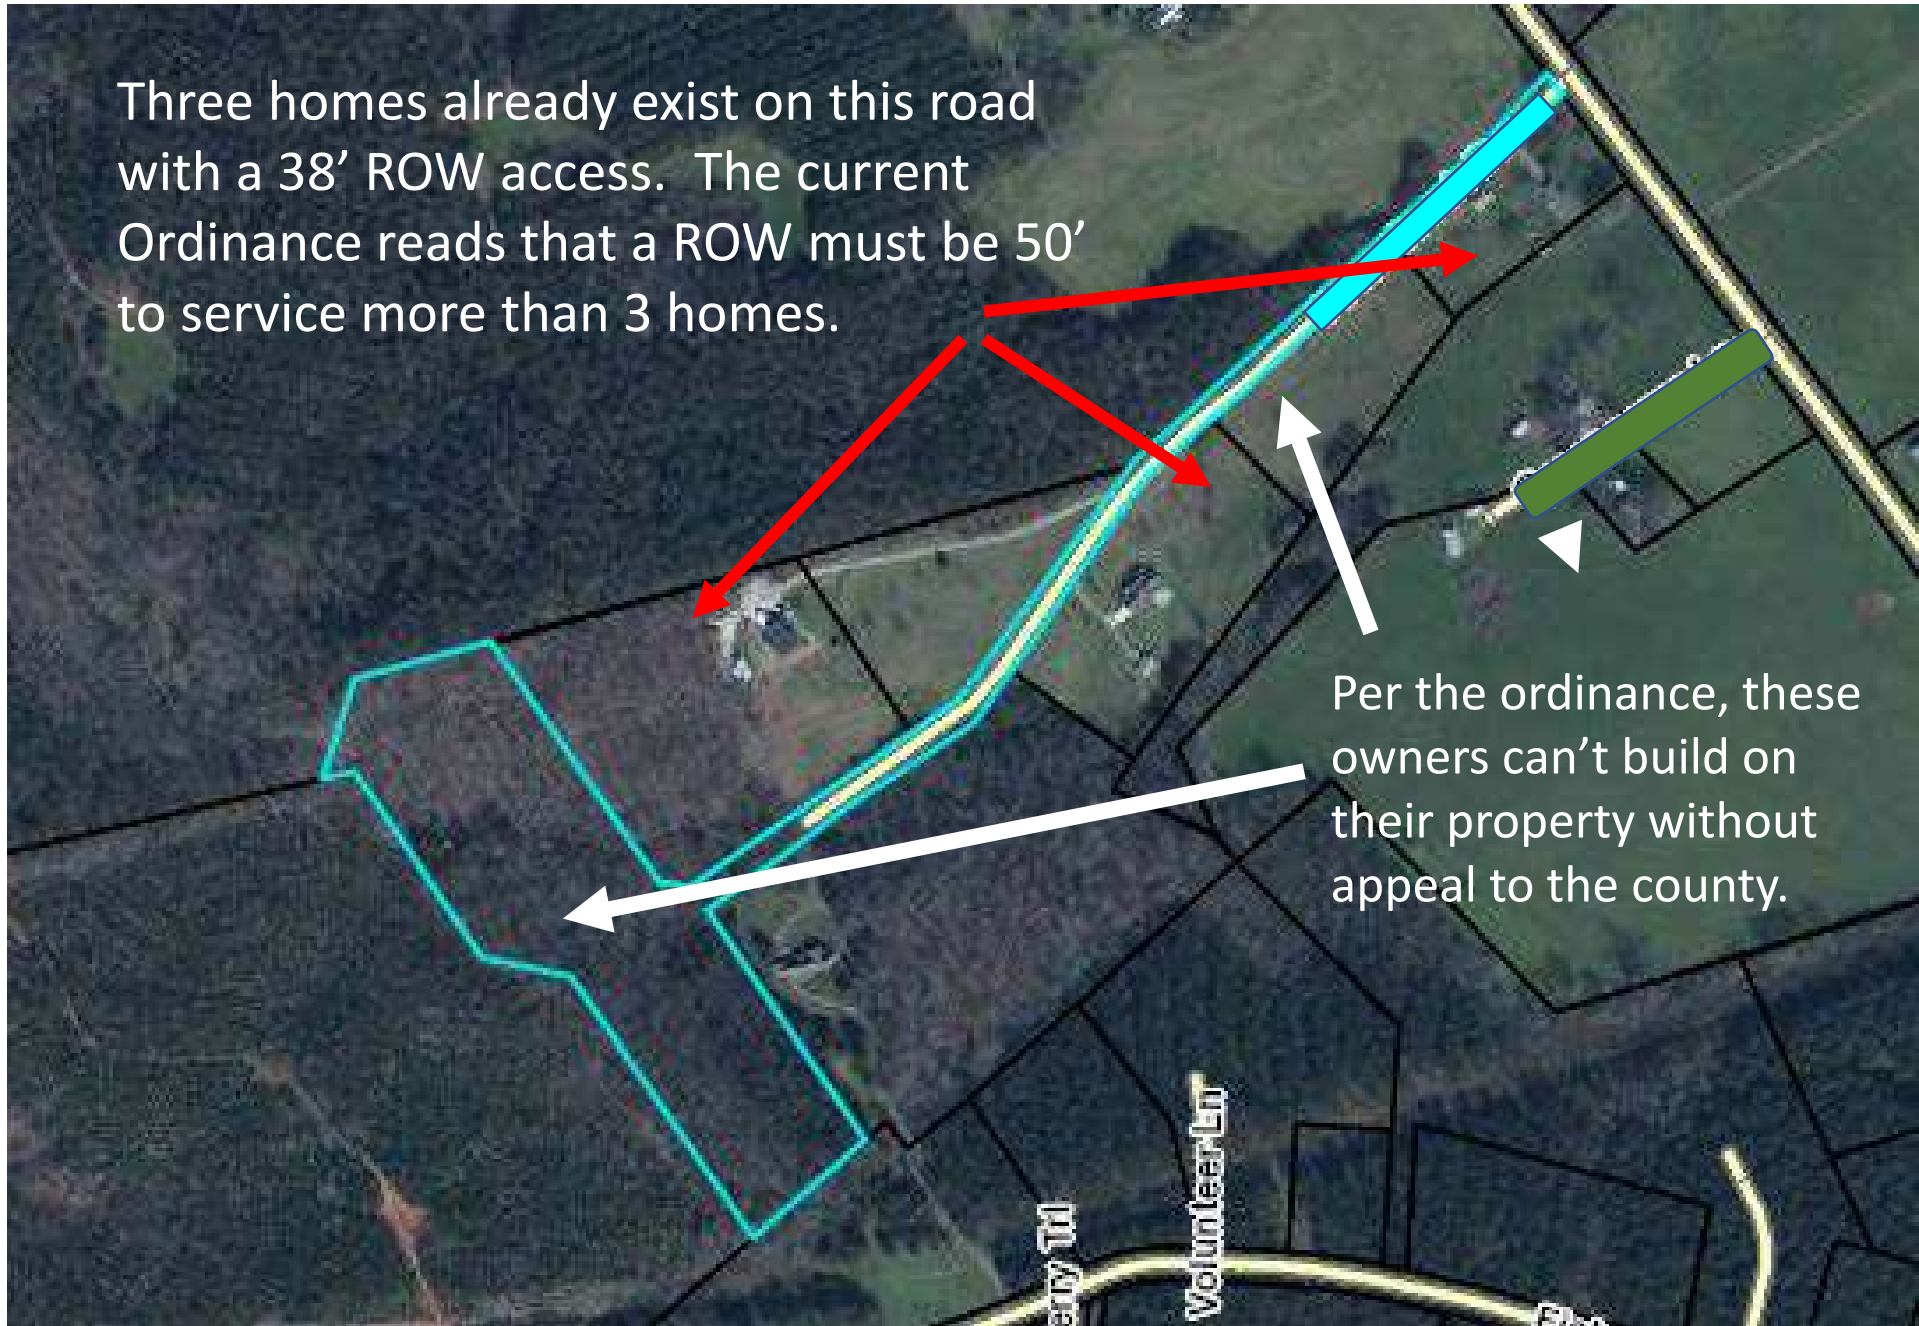 Three homes already exist on this road
with a 38’ ROW access.  The current
Ordinance reads that a ROW must be 50’
to service more than 3 homes.
Per the ordinance, these
owners can’t build on
their property without
appeal to the county.
Volunteer Ln
Trl